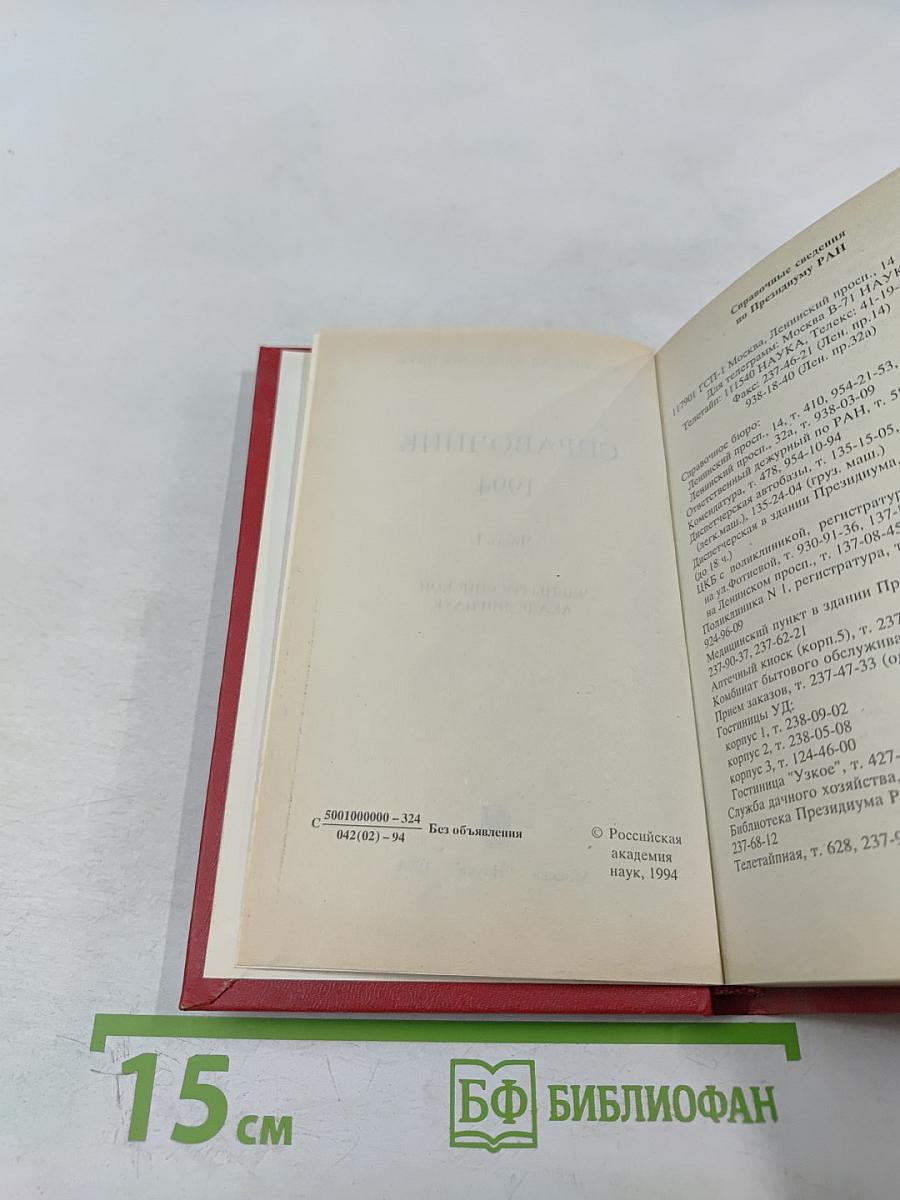 5001000000-324
С
042(02)-94
Без объявления
© Российская
академия
наук, 1994
СПРАВОЧНИК
1994
Справочные сведения
по Президиуму РАН
117901 ГСП-1 Москва, Ленинский просп., 14
Для телеграмм: Москва В-71 НАУК
Телетайп: 111540 НАУКА, Телекс: 41-19-
Факс: 237-46-21 (Лен. пр.14)
938-18-40 (Лен. пр.32а)
Справочное бюро:
Ленинский просп., 14, т. 410, 954-21-53,
Ленинский просп., 32а, т. 938-03-09
Ответственный дежурный по РАН, т. 
Комендатура, т. 478, 954-10-94
Диспетчерская автобазы, т. 135-15-05,
(легк.маш.), 135-24-04 (груз. маш.)
Диспетчерская в здании Президиума,
(до 18 ч.)
ЦКБ с поликлиникой, регистратур
на ул.Фотиевой, т. 930-91-36, 137-
на Ленинском просп., т. 137-08-45
Поликлиника N 1, регистратура, т
924-96-09
Медицинский пункт в здании Пр
237-90-37, 237-62-21
Аптечный киоск (корп.5), т. 237
Комбинат бытового обслужива
Прием заказов, т. 237-47-33 (о
Гостиницы УД:
корпус 1, т. 238-09-02
корпус 2, т. 238-05-08
корпус 3, т. 124-46-00
Гостиница "Узкое", т. 427-
Служба дачного хозяйства,
Библиотека Президиума Р
237-68-12
Телетайпная, т. 628, 237-9
15 см
БФ БИБЛИОФАН